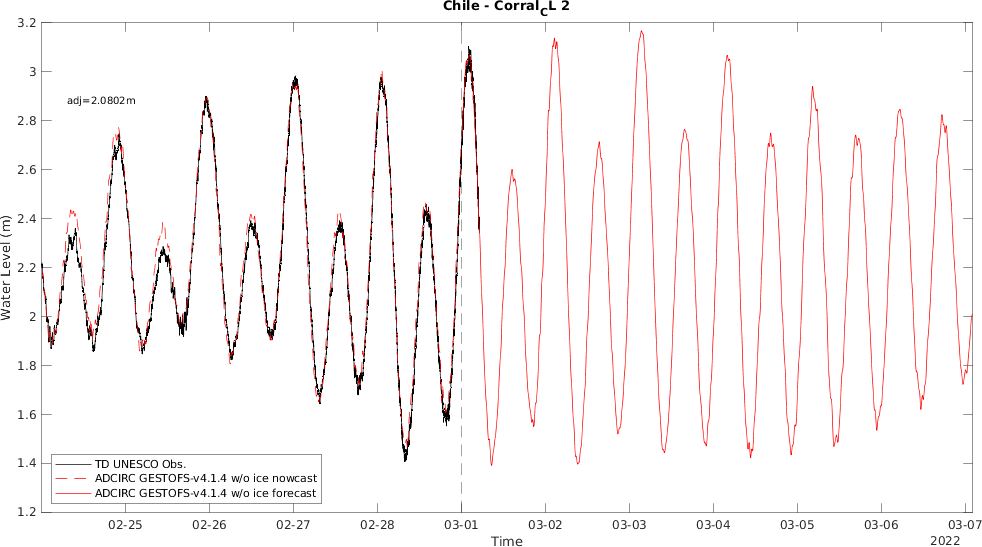 Chile - Corral_CL 2
3.2
3
2.8
2.6
2.4
2.2
2
1.8
1.6
1.4
1.2
Water Level (m)
adj=2.0802m
TD UNESCO Obs.
ADCIRC GESTOFS-v4.1.4 w/o ice nowcast
ADCIRC GESTOFS-v4.1.4 w/o ice forecast
02-25 02-26 02-27 02-28 03-01 03-02 03-03 03-04 03-05 03-06 03-07
Time
2022